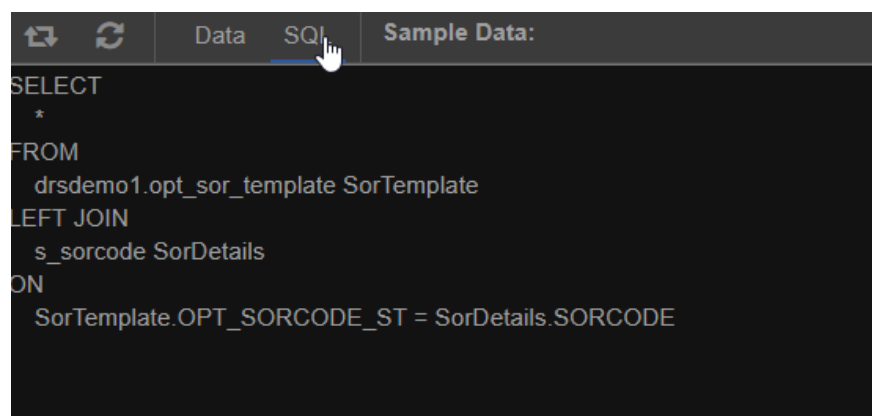 Data SQL Sample Data:
SELECT
*
FROM
drsdemo1.opt_sor_template SorTemplate
LEFT JOIN
s_sorcode SorDetails
ON
SorTemplate.OPT_SORCODE_ST = SorDetails.SORCODE